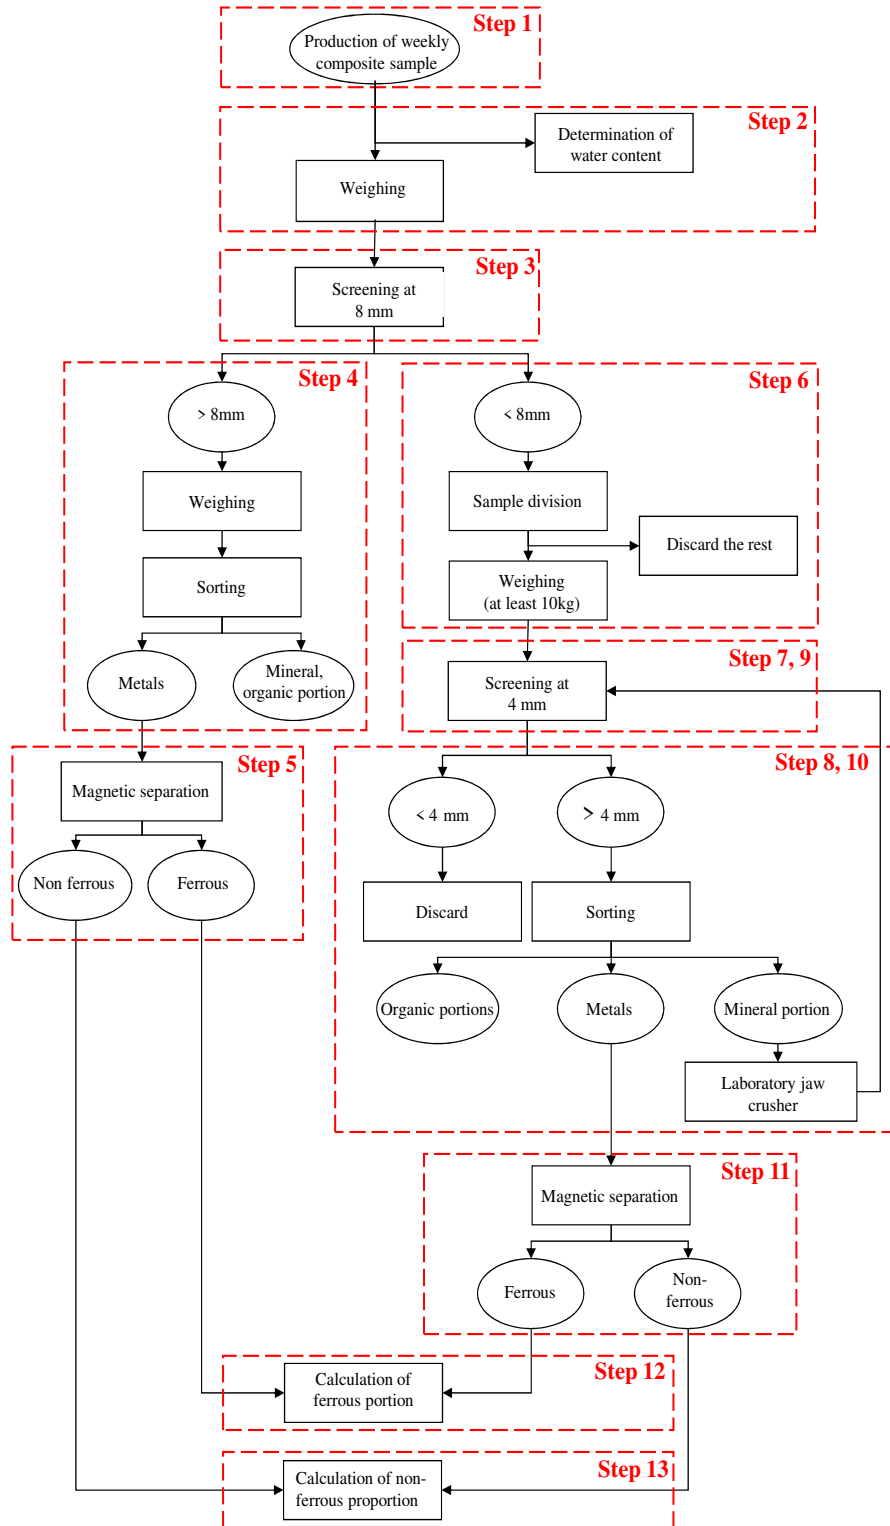 Step 1
Production of weekly
composite sample
Step 2
Determination of
water content
Weighing
Step 3
Screening at
8 mm
Step 4
> 8mm
Weighing
Sorting
Metals
Mineral,
organic portion
Step 6
< 8mm
Sample division
Discard the rest
Weighing
(at least 10kg)
Step 7, 9
Screening at
4 mm
Step 5
Magnetic separation
Non ferrous
Ferrous
Step 8, 10
< 4 mm
> 4 mm
Discard
Sorting
Organic portions
Metals
Mineral portion
Laboratory jaw
crusher
Step 11
Magnetic separation
Ferrous
Non-
ferrous
Step 12
Calculation of
ferrous portion
Step 13
Calculation of non-
ferrous proportion